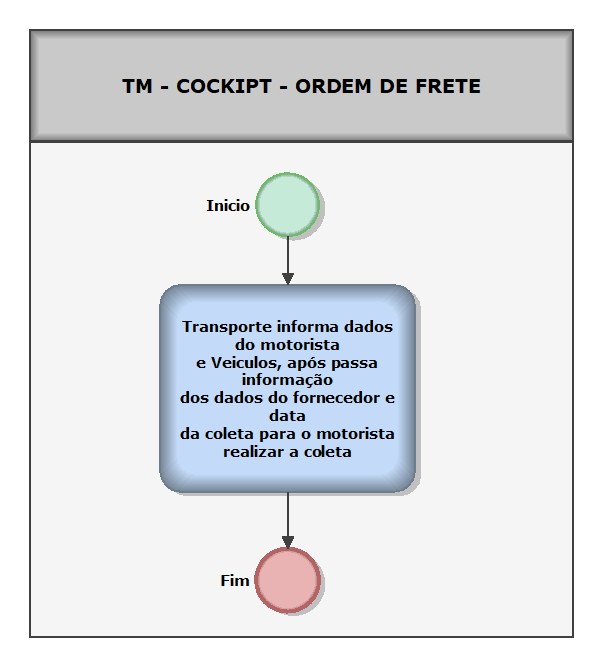 TM - COCKIPT - ORDEM DE FRETE
Inicio
Transporte informa dados
do motorista
e Veiculos, após passa
informação
dos dados do fornecedor e
data
da coleta para o motorista
realizar a coleta
Fim